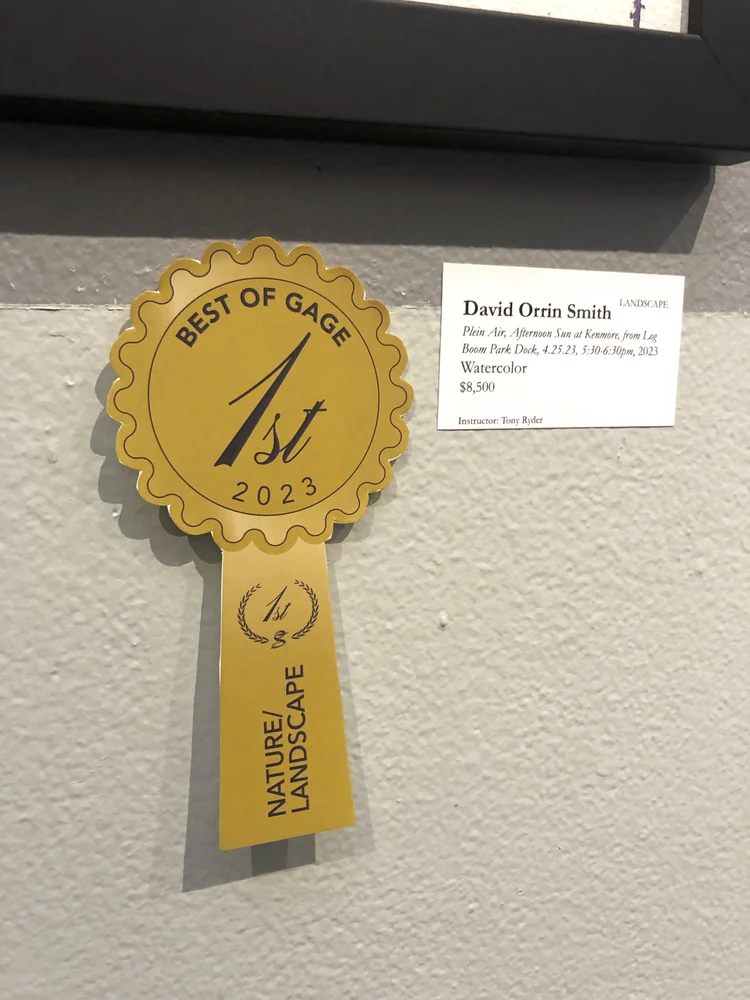 BEST OF GAGE
1st
2023
1st
g
NATURE/
LANDSCAPE
David Orrin Smith
LANDSCAPE
Plein Air, Afternoon Sun at Kenmore, from Log
Boom Park Dock, 4.25.23, 5:30-6:30pm, 2023
Watercolor
$8,500
Instructor: Tony Ryder